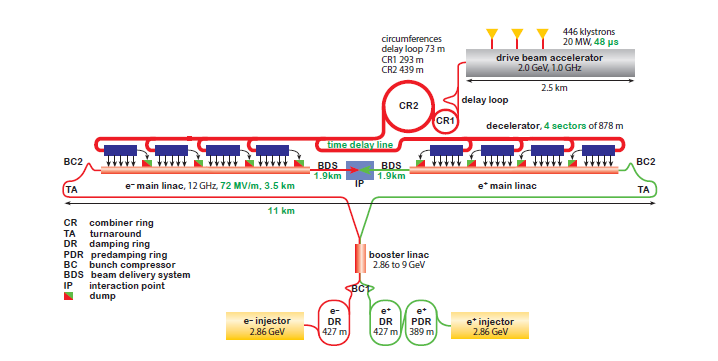 446 klystrons
20 MW, 48 µs
circumferences
delay loop 73 m
CR1 293 m
CR2 439 m
drive beam accelerator
2.0 GeV, 1.0 GHz
2.5 km
delay loop
CR2
CR1
decelerator, 4 sectors of 878 m
time delay line
BC2
BDS
1.9km
IP
BDS
1.9km
BC2
TA
e- main linac, 12 GHz, 72 MV/m, 3.5 km
e+ main linac
TA
11 km
CR combiner ring
TA turnaround
DR damping ring
PDR predamping ring
BC bunch compressor
BDS beam delivery system
IP interaction point
dump
booster linac
2.86 to 9 GeV
BC1
e- injector
2.86 GeV
e-
DR
427 m
e+
DR
427 m
e+
PDR
389 m
e+ injector
2.86 GeV